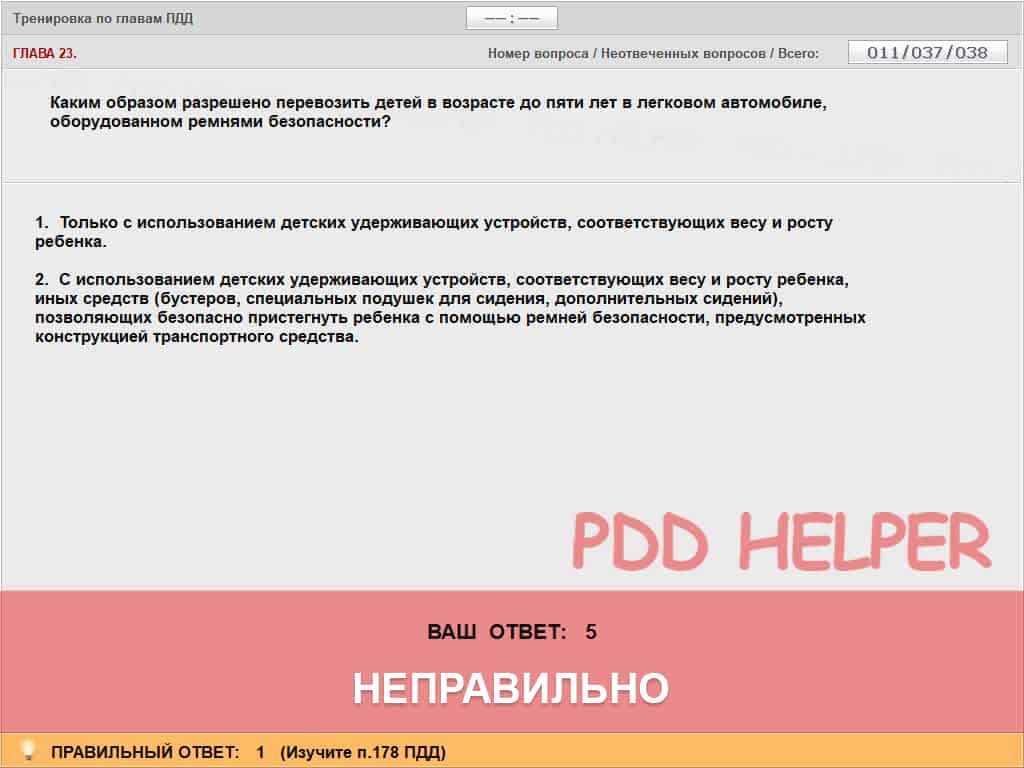 Тренировка по главам ПДД
—— : ——
ГЛАВА 23.
Номер вопроса / Неотвеченных вопросов / Всего:
011/037/038
Каким образом разрешено перевозить детей в возрасте до пяти лет в легковом автомобиле,
оборудованном ремнями безопасности?
1. Только с использованием детских удерживающих устройств, соответствующих весу и росту
ребенка.
2. С использованием детских удерживающих устройств, соответствующих весу и росту ребенка,
иных средств (бустеров, специальных подушек для сидения, дополнительных сидений),
позволяющих безопасно пристегнуть ребенка с помощью ремней безопасности, предусмотренных
конструкцией транспортного средства.
PDD HELPER
ВАШ ОТВЕТ: 5
НЕПРАВИЛЬНО
ПРАВИЛЬНЫЙ ОТВЕТ: 1 (Изучите п.178 ПДД)